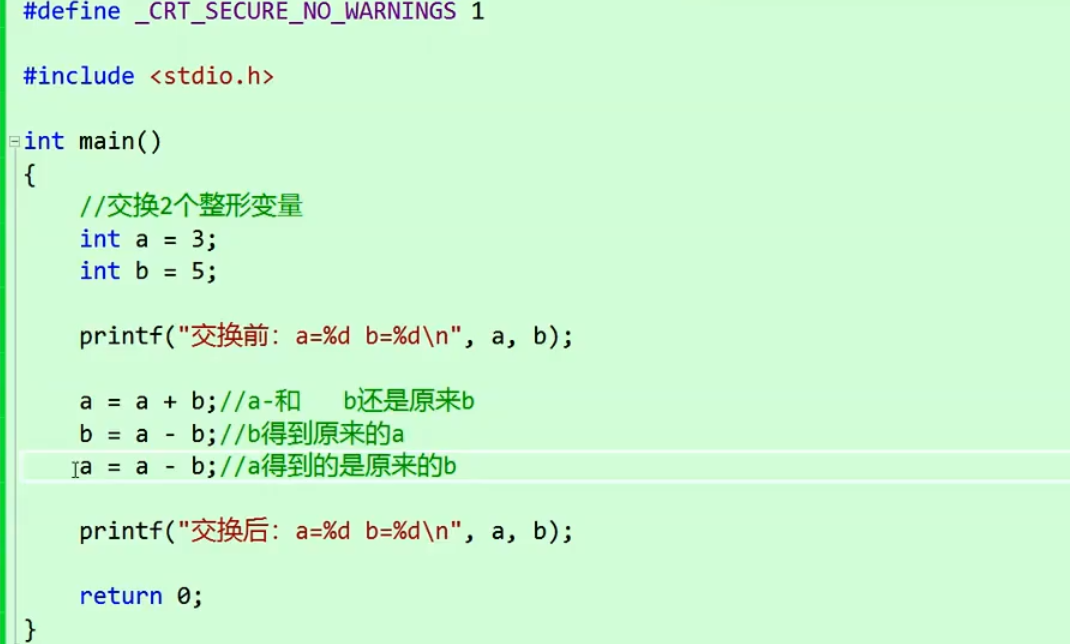 #define _CRT_SECURE_NO_WARNINGS 1
#include <stdio.h>
int main()
{
//交换2个整形变量
int a = 3;
int b = 5;
printf("交换前：a=%d b=%d\n", a, b);
a = a + b;//a-和   b还是原来b
b = a - b;//b得到原来的a
a = a - b;//a得到的是原来的b
printf("交换后：a=%d b=%d\n", a, b);
return 0;
}